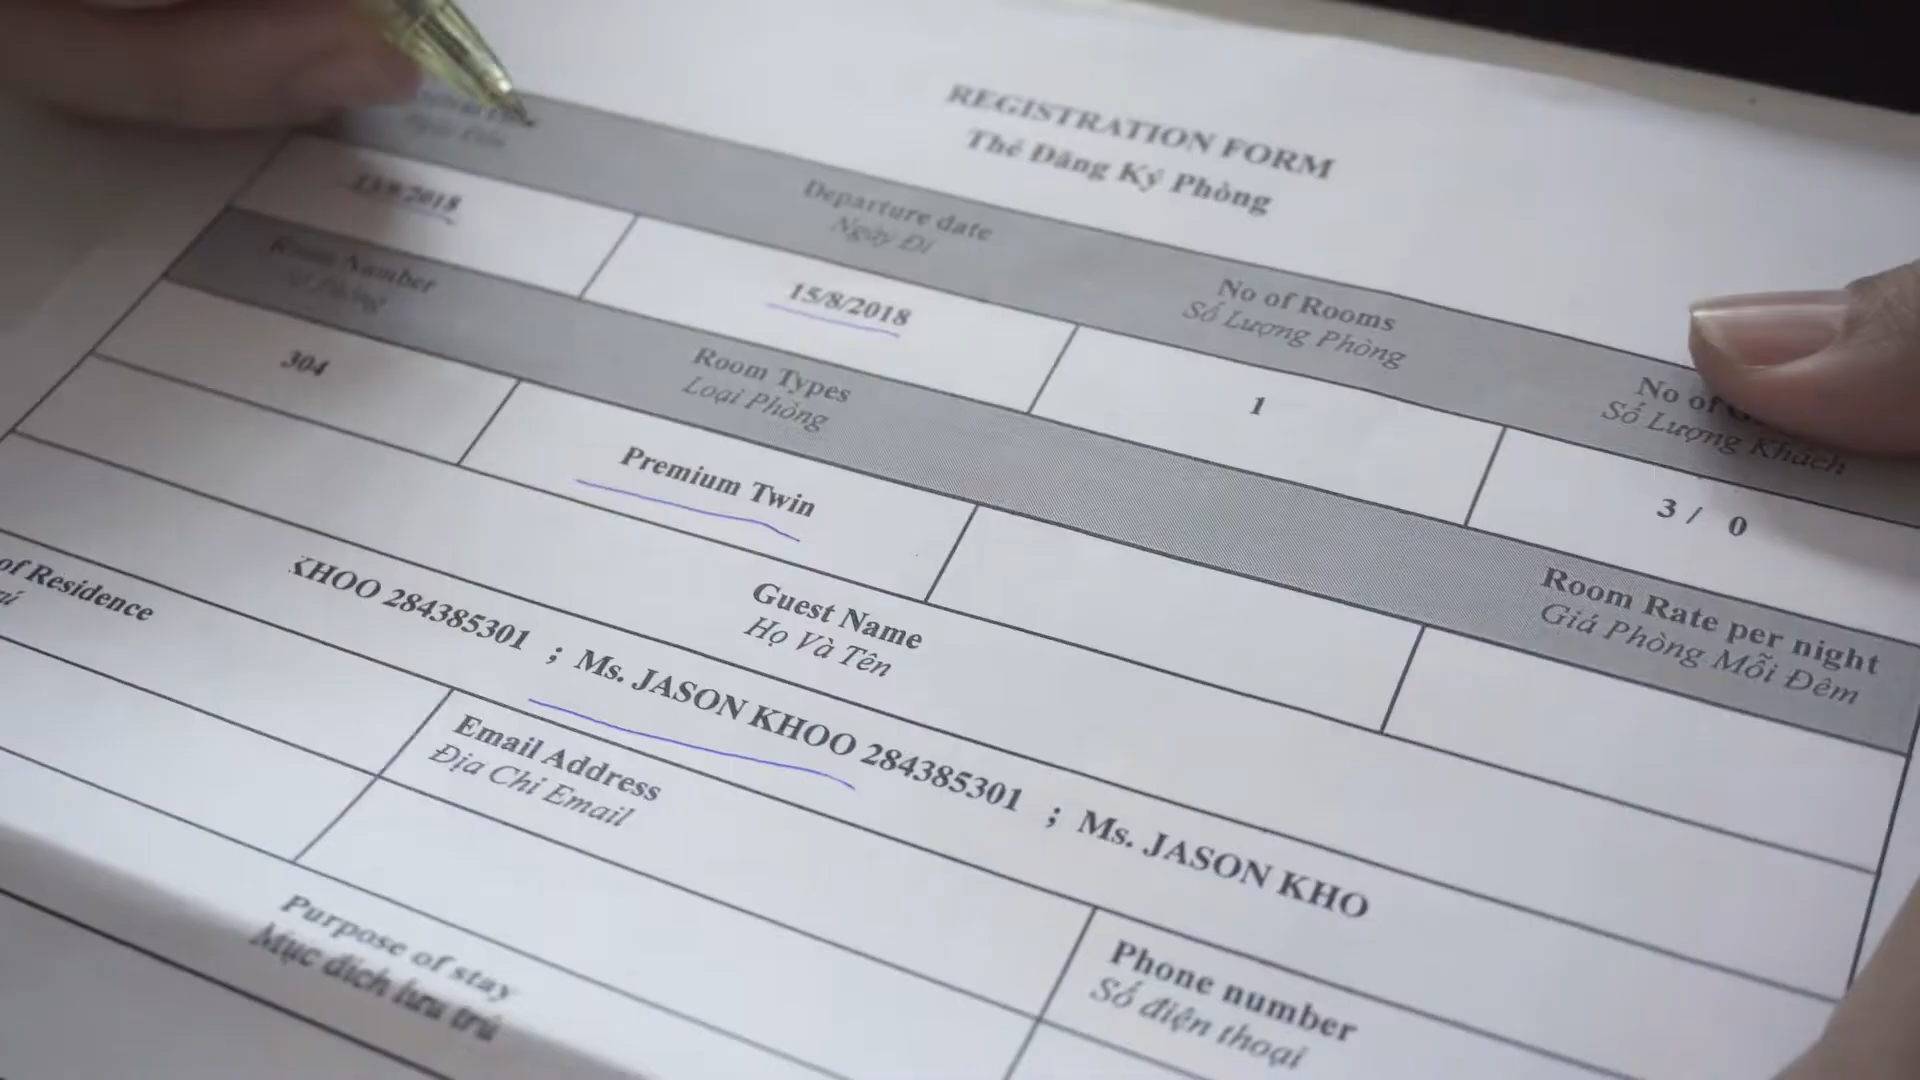 REGISTRATION FORM
Thẻ Đăng Ký Phòng
Departure date
Ngày Đi
No of Rooms
Số Lượng Phòng
No of
Số Lượng Khách
13/8/2018
15/8/2018
1
3 / 0
Room Number
Số Phòng
Room Types
Loại Phòng
Room Rate per night
Giá Phòng Mỗi Đêm
304
Premium Twin
Guest Name
Họ Và Tên
KHOO 284385301 ; Ms. JASON KHOO 284385301 ; Ms. JASON KHO
of Residence
Email Address
Địa Chỉ Email
Phone number
Số điện thoại
Purpose of stay
Mục đích lưu trú